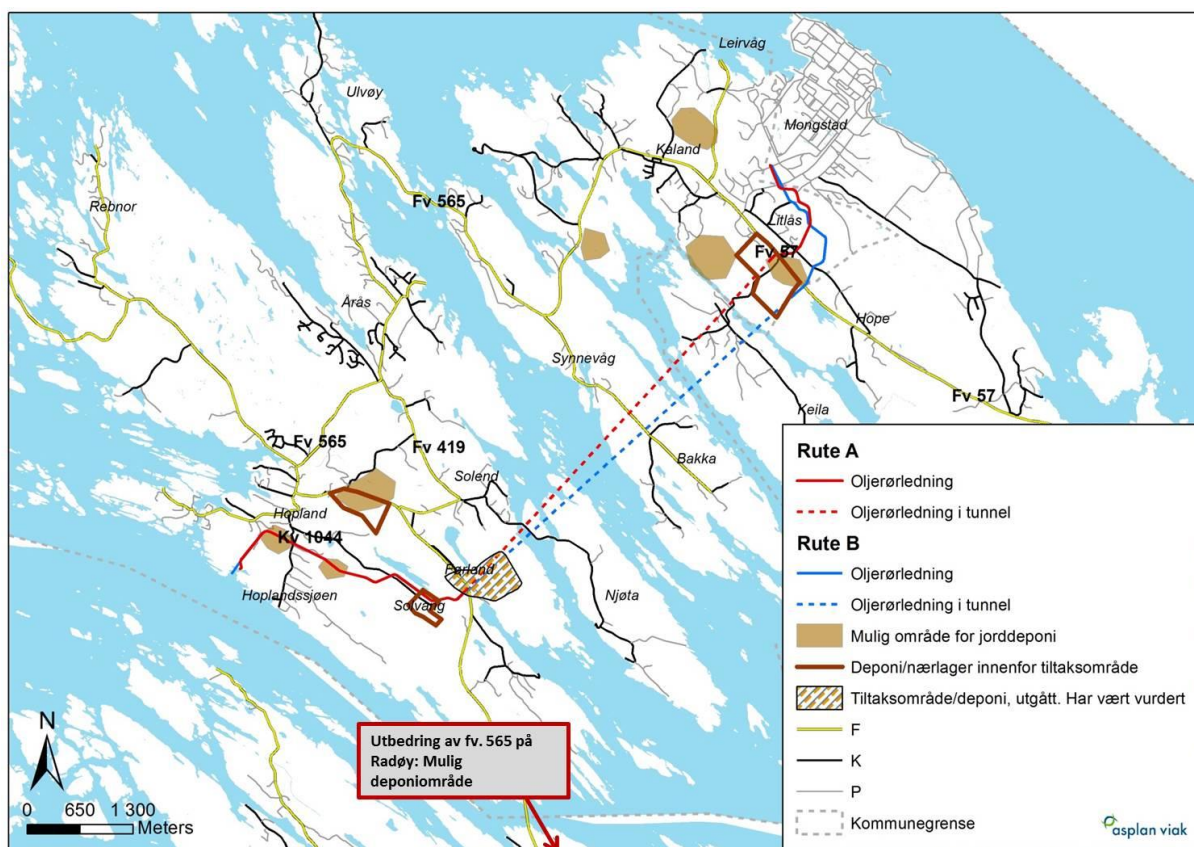 Leirvåg
Ulvøy
Mongstad
Kåland
Rebnor
Fv 565
Litlås
Fv 57
Årås
Hope
Synnevåg
Keila
Fv 57
Fv 565
Fv 419
Bakka
Solend
Hopland
Kv 1044
Førland
Hoplandssjøen
Solvang
Njøta
Utbedring av fv. 565 på
Radøy: Mulig
deponiområde
N
0 650 1 300
Meters
Rute A
Oljerørledning
Oljerørledning i tunnel
Rute B
Oljerørledning
Oljerørledning i tunnel
Mulig område for jorddeponi
Deponi/nærlager innenfor tiltaksområde
Tiltaksområde/deponi, utgått. Har vært vurdert
F
K
P
Kommunegrense
asplan viak